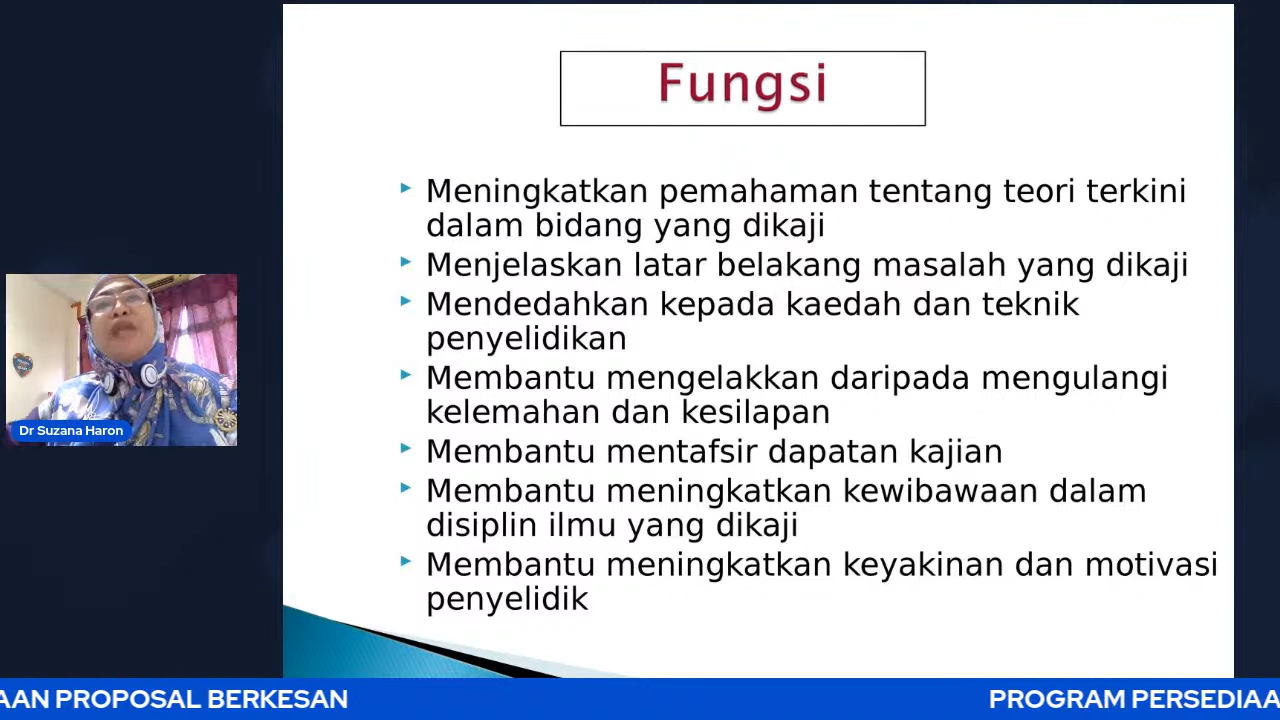 Fungsi
Meningkatkan pemahaman tentang teori terkini
dalam bidang yang dikaji
Menjelaskan latar belakang masalah yang dikaji
Mendedahkan kepada kaedah dan teknik
penyelidikan
Membantu mengelakkan daripada mengulangi
kelemahan dan kesilapan
Membantu mentafsir dapatan kajian
Membantu meningkatkan kewibawaan dalam
disiplin ilmu yang dikaji
Membantu meningkatkan keyakinan dan motivasi
penyelidik
Dr Suzana Haron
AAN PROPOSAL BERKESAN
PROGRAM PERSEDIAA